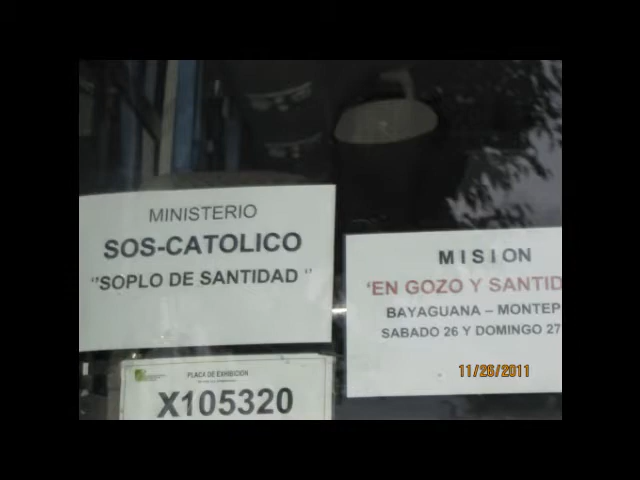 MINISTERIO
SOS-CATOLICO
"SOPLO DE SANTIDAD "
PLACA DE EXHIBICION
X105320
MISION
'EN GOZO Y SANTID
BAYAGUANA – MONTEP
SABADO 26 Y DOMINGO 27
11/26/2011